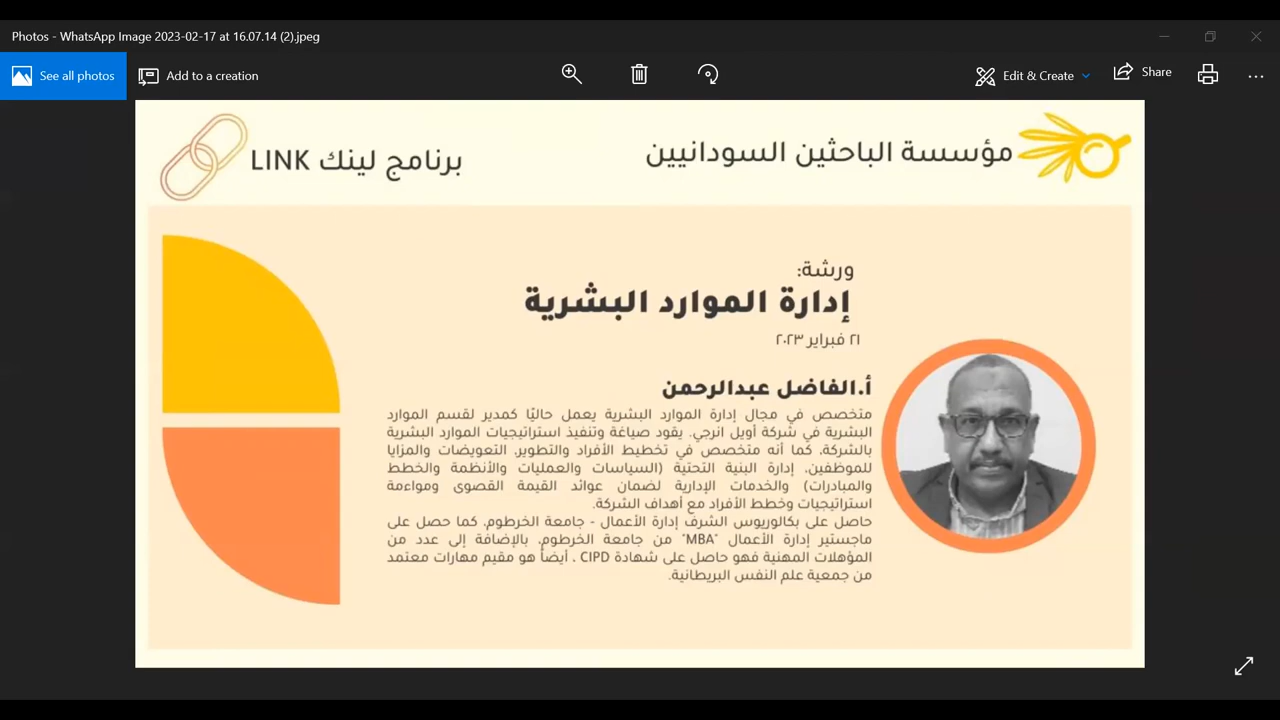 Photos - WhatsApp Image 2023-02-17 at 16.07.14 (2).jpeg
See all photos
Add to a creation
Edit & Create
Share
مؤسسة الباحثين السودانيين
برنامج لينك LINK
ورشة:
إدارة الموارد البشرية
٢١ فبراير ٢٠٢٣
أ.الفاضل عبدالرحمن
متخصص في مجال إدارة الموارد البشرية يعمل حاليًا كمدير لقسم الموارد
البشرية في شركة أويل انرجي. يقود صياغة وتنفيذ استراتيجيات الموارد البشرية
بالشركة، كما أنه متخصص في تخطيط الأفراد والتطوير، التعويضات والمزايا
للموظفين، إدارة البنية التحتية (السياسات والعمليات والأنظمة والخطط
والمبادرات) والخدمات الإدارية لضمان عوائد القيمة القصوى ومواءمة
استراتيجيات وخطط الأفراد مع أهداف الشركة.
حاصل على بكالوريوس الشرف إدارة الأعمال - جامعة الخرطوم، كما حصل على
ماجستير إدارة الأعمال "MBA" من جامعة الخرطوم، بالإضافة إلى عدد من
المؤهلات المهنية فهو حاصل على شهادة CIPD ، أيضاً هو مقيم مهارات معتمد
من جمعية علم النفس البريطانية.